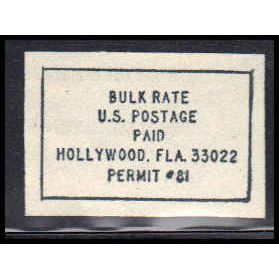 BULK RATE
U.S. POSTAGE
PAID
HOLLYWOOD, FLA. 33022
PERMIT #81